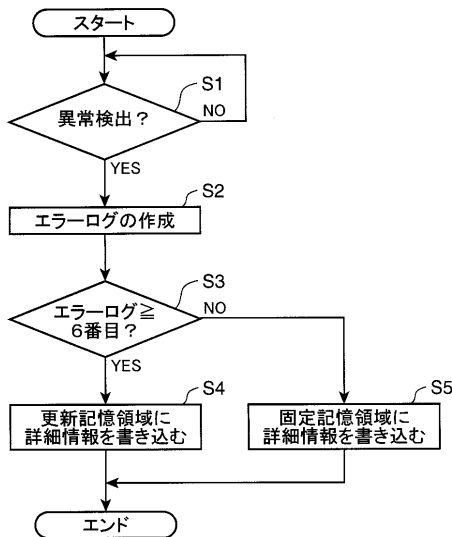 スタート
S1
異常検出？
NO
YES
S2
エラーログの作成
S3
エラーログ≧
6番目？
NO
YES
S4
更新記憶領域に
詳細情報を書き込む
S5
固定記憶領域に
詳細情報を書き込む
エンド